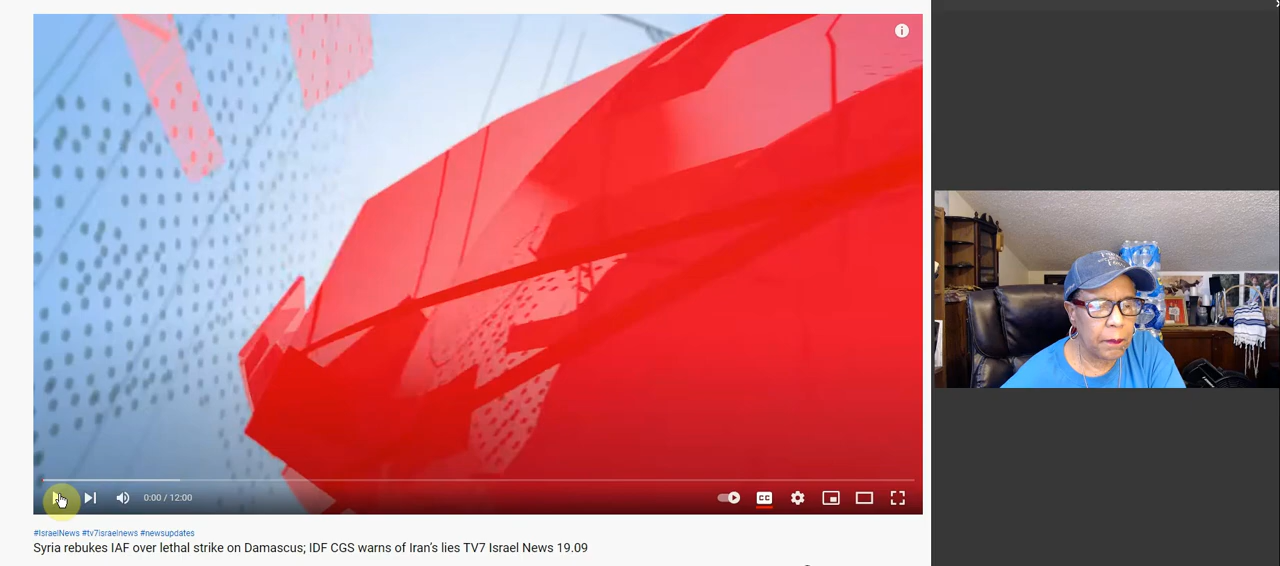 0:00 / 12:00
CC
#IsraelNews #tv7israelnews #newsupdates
Syria rebukes IAF over lethal strike on Damascus; IDF CGS warns of Iran's lies TV7 Israel News 19.09